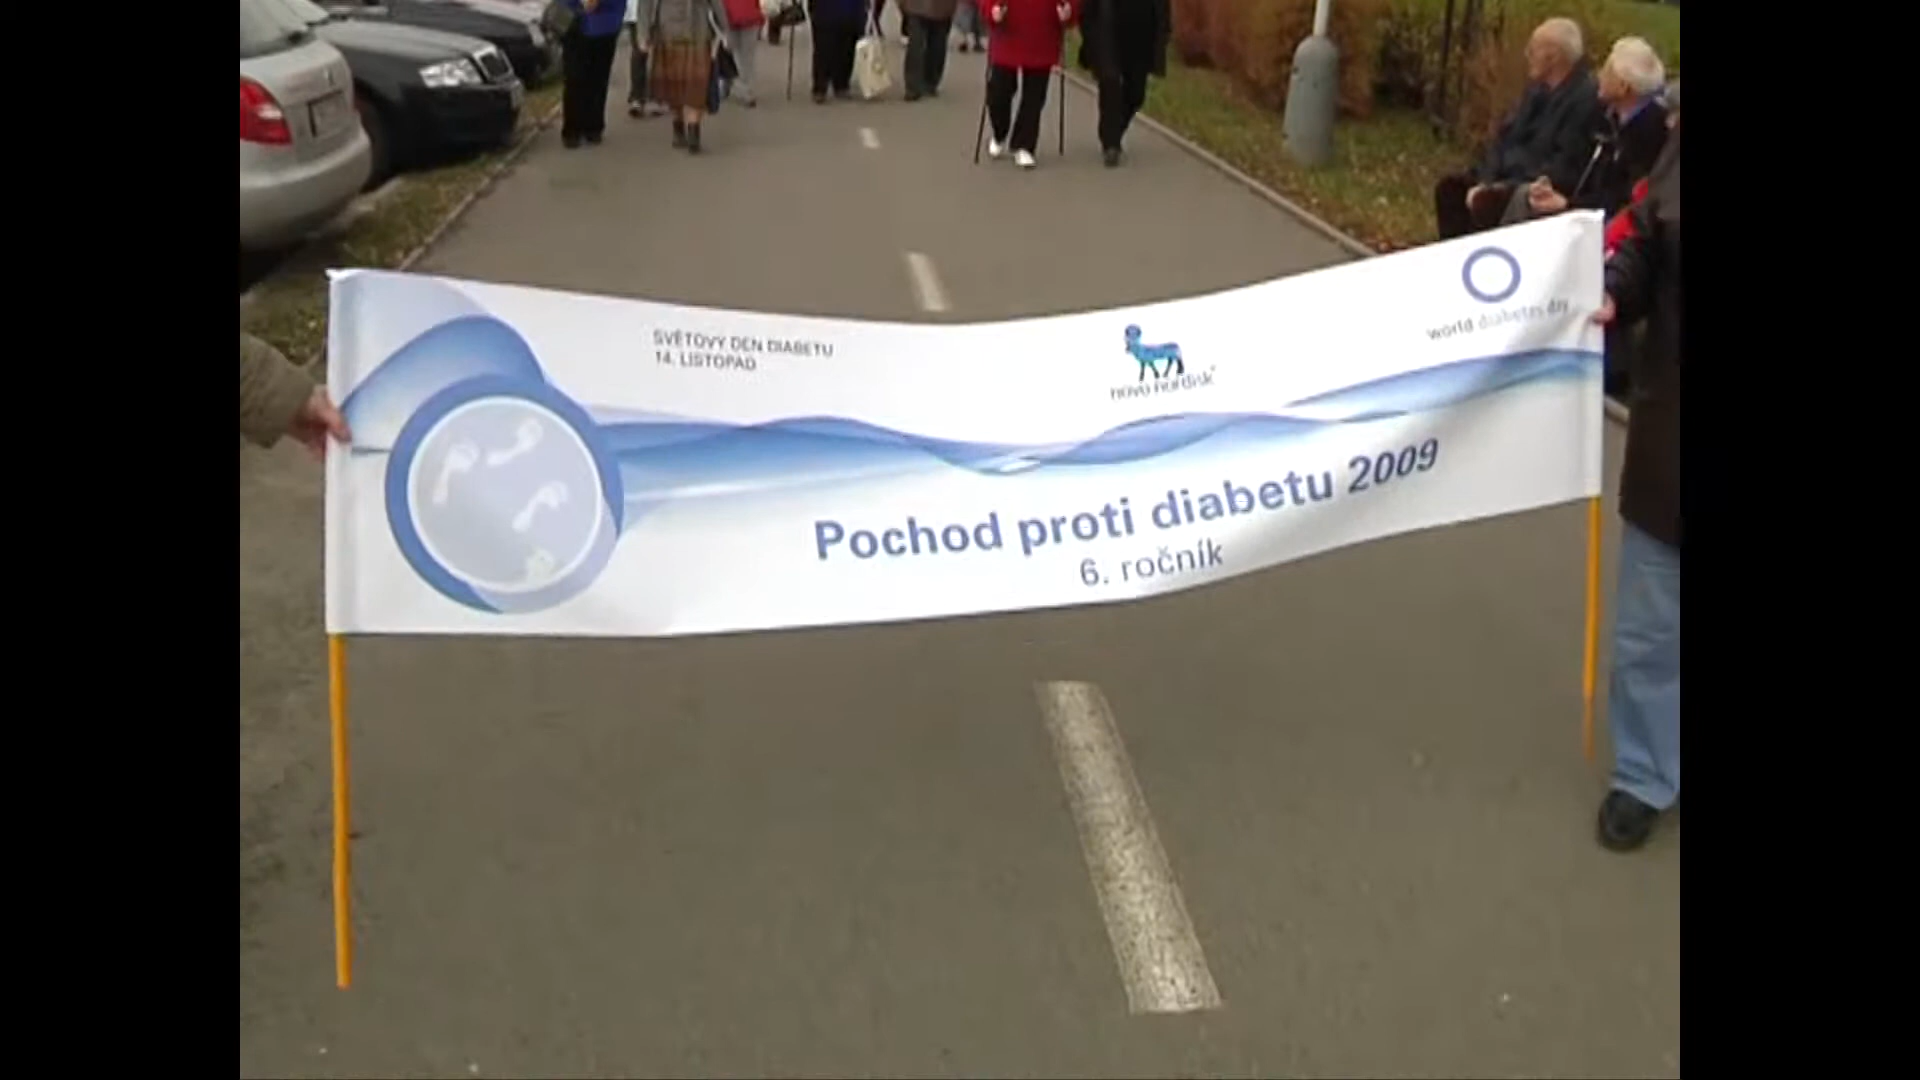 SVĚTOVÝ DEN DIABETU
14. LISTOPAD
novo nordisk
world diabetes day
Pochod proti diabetu 2009
6. ročník